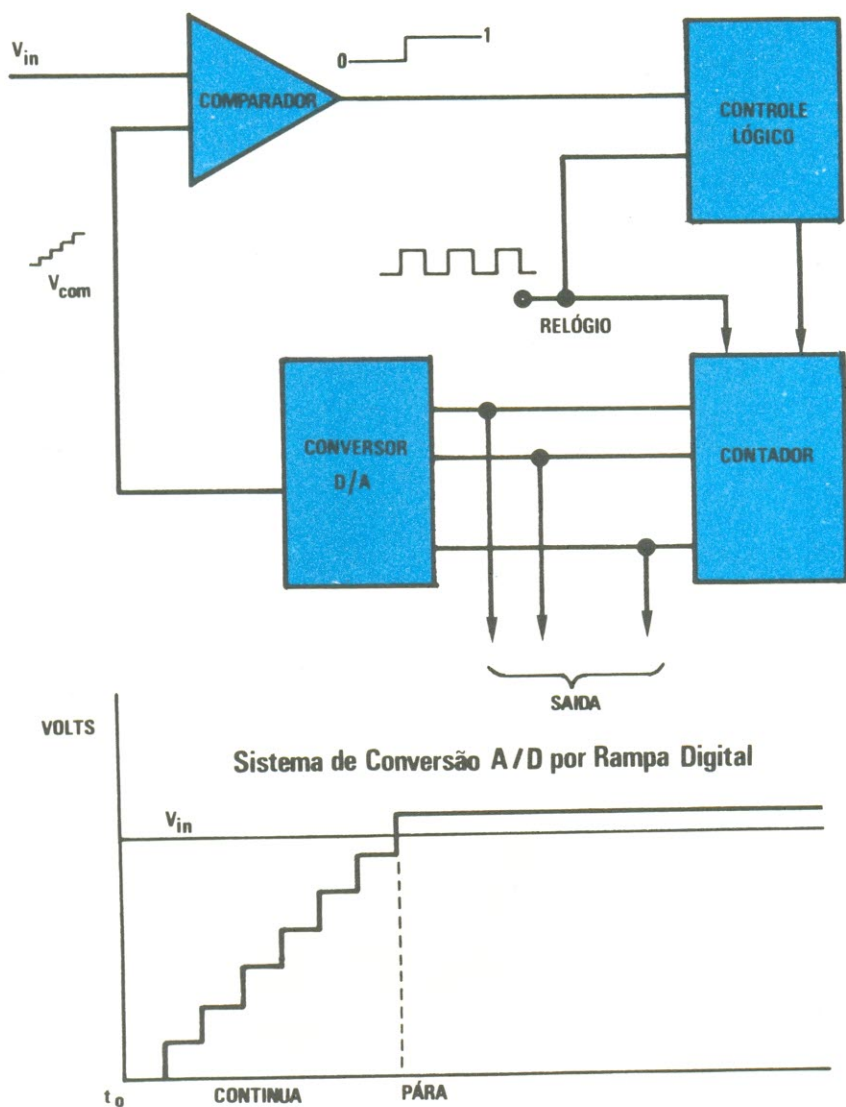 Vin
0
1
COMPARADOR
CONTROLE
LÓGICO
Vcom
RELÓGIO
CONVERSOR
D/A
CONTADOR
SAIDA
VOLTS
Sistema de Conversão A/D por Rampa Digital
Vin
to
CONTINUA
PÁRA